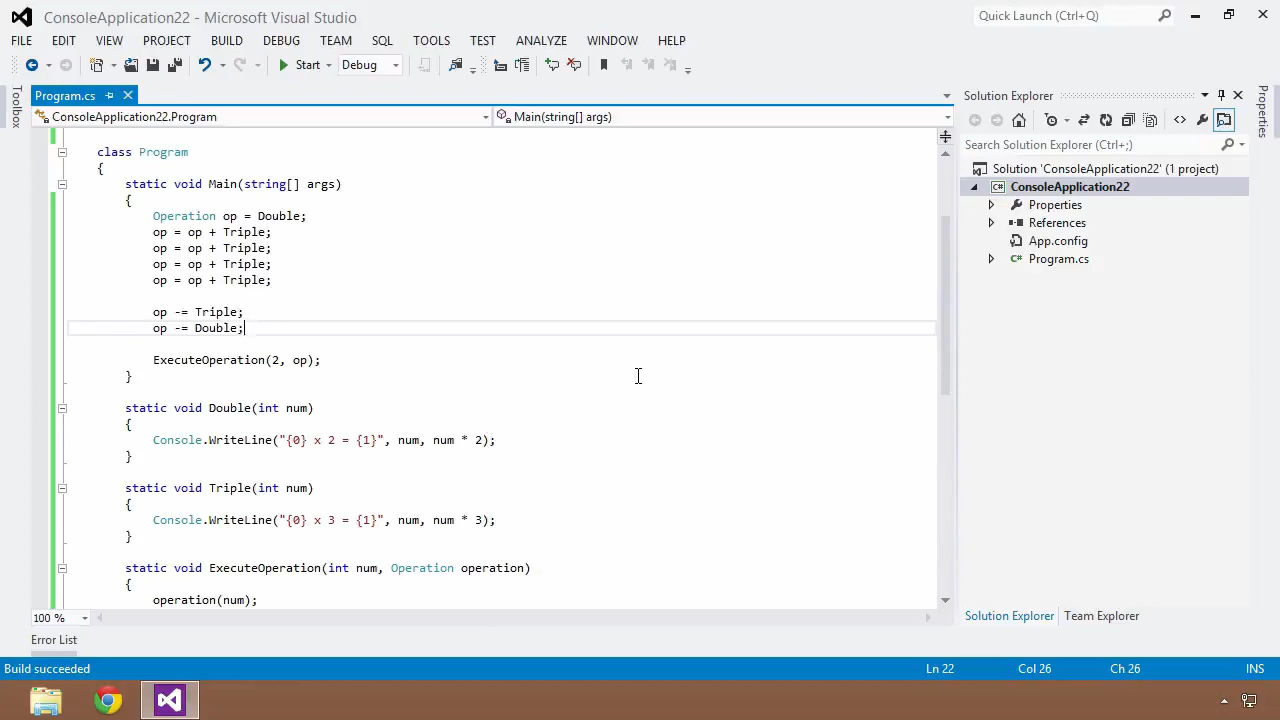 ConsoleApplication22 - Microsoft Visual Studio
Quick Launch (Ctrl+Q)
FILE EDIT VIEW PROJECT BUILD DEBUG TEAM SQL TOOLS TEST ANALYZE WINDOW HELP
Start Debug
Toolbox
Program.cs
ConsoleApplication22.Program
Main(string[] args)
class Program
{
static void Main(string[] args)
{
Operation op = Double;
op = op + Triple;
op = op + Triple;
op = op + Triple;
op = op + Triple;
op -= Triple;
op -= Double;
ExecuteOperation(2, op);
}
static void Double(int num)
{
Console.WriteLine("{0} x 2 = {1}", num, num * 2);
}
static void Triple(int num)
{
Console.WriteLine("{0} x 3 = {1}", num, num * 3);
}
static void ExecuteOperation(int num, Operation operation)
{
operation(num);
100 %
Solution Explorer
Search Solution Explorer (Ctrl+;)
Solution 'ConsoleApplication22' (1 project)
C# ConsoleApplication22
Properties
References
App.config
C# Program.cs
Solution Explorer Team Explorer
Properties
Error List
Build succeeded
Ln 22 Col 26 Ch 26 INS